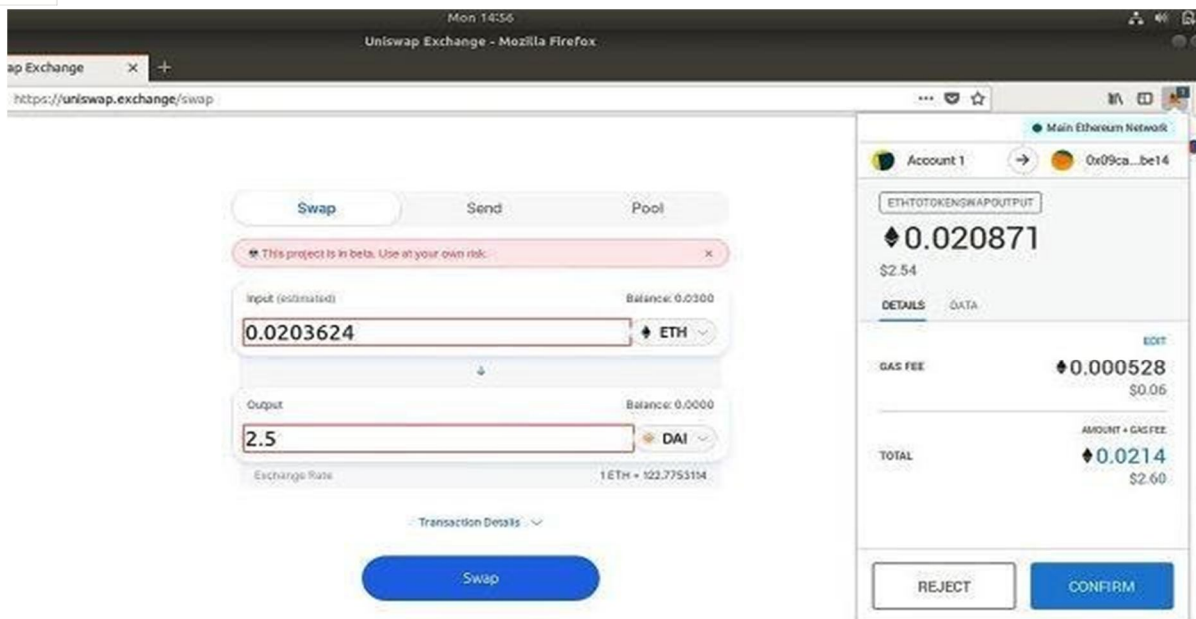 Mon 14:56
Uniswap Exchange - Mozilla Firefox
ap Exchange × +
https://uniswap.exchange/swap
Main Ethereum Network
Account 1 → 0x09ca...be14
Swap Send Pool
ETHTOTOKENSWAPOUTPUT
0.020871
This project is in beta. Use at your own risk. ×
$2.54
Input (estimated) Balance: 0.0300
DETAILS DATA
0.0203624 ETH
EDIT
GAS FEE 0.000528
$0.06
Output Balance: 0.0000
2.5 DAI
AMOUNT + GAS FEE
TOTAL 0.0214
$2.60
Exchange Rate 1 ETH = 122.7753114
Transaction Details
Swap
REJECT CONFIRM